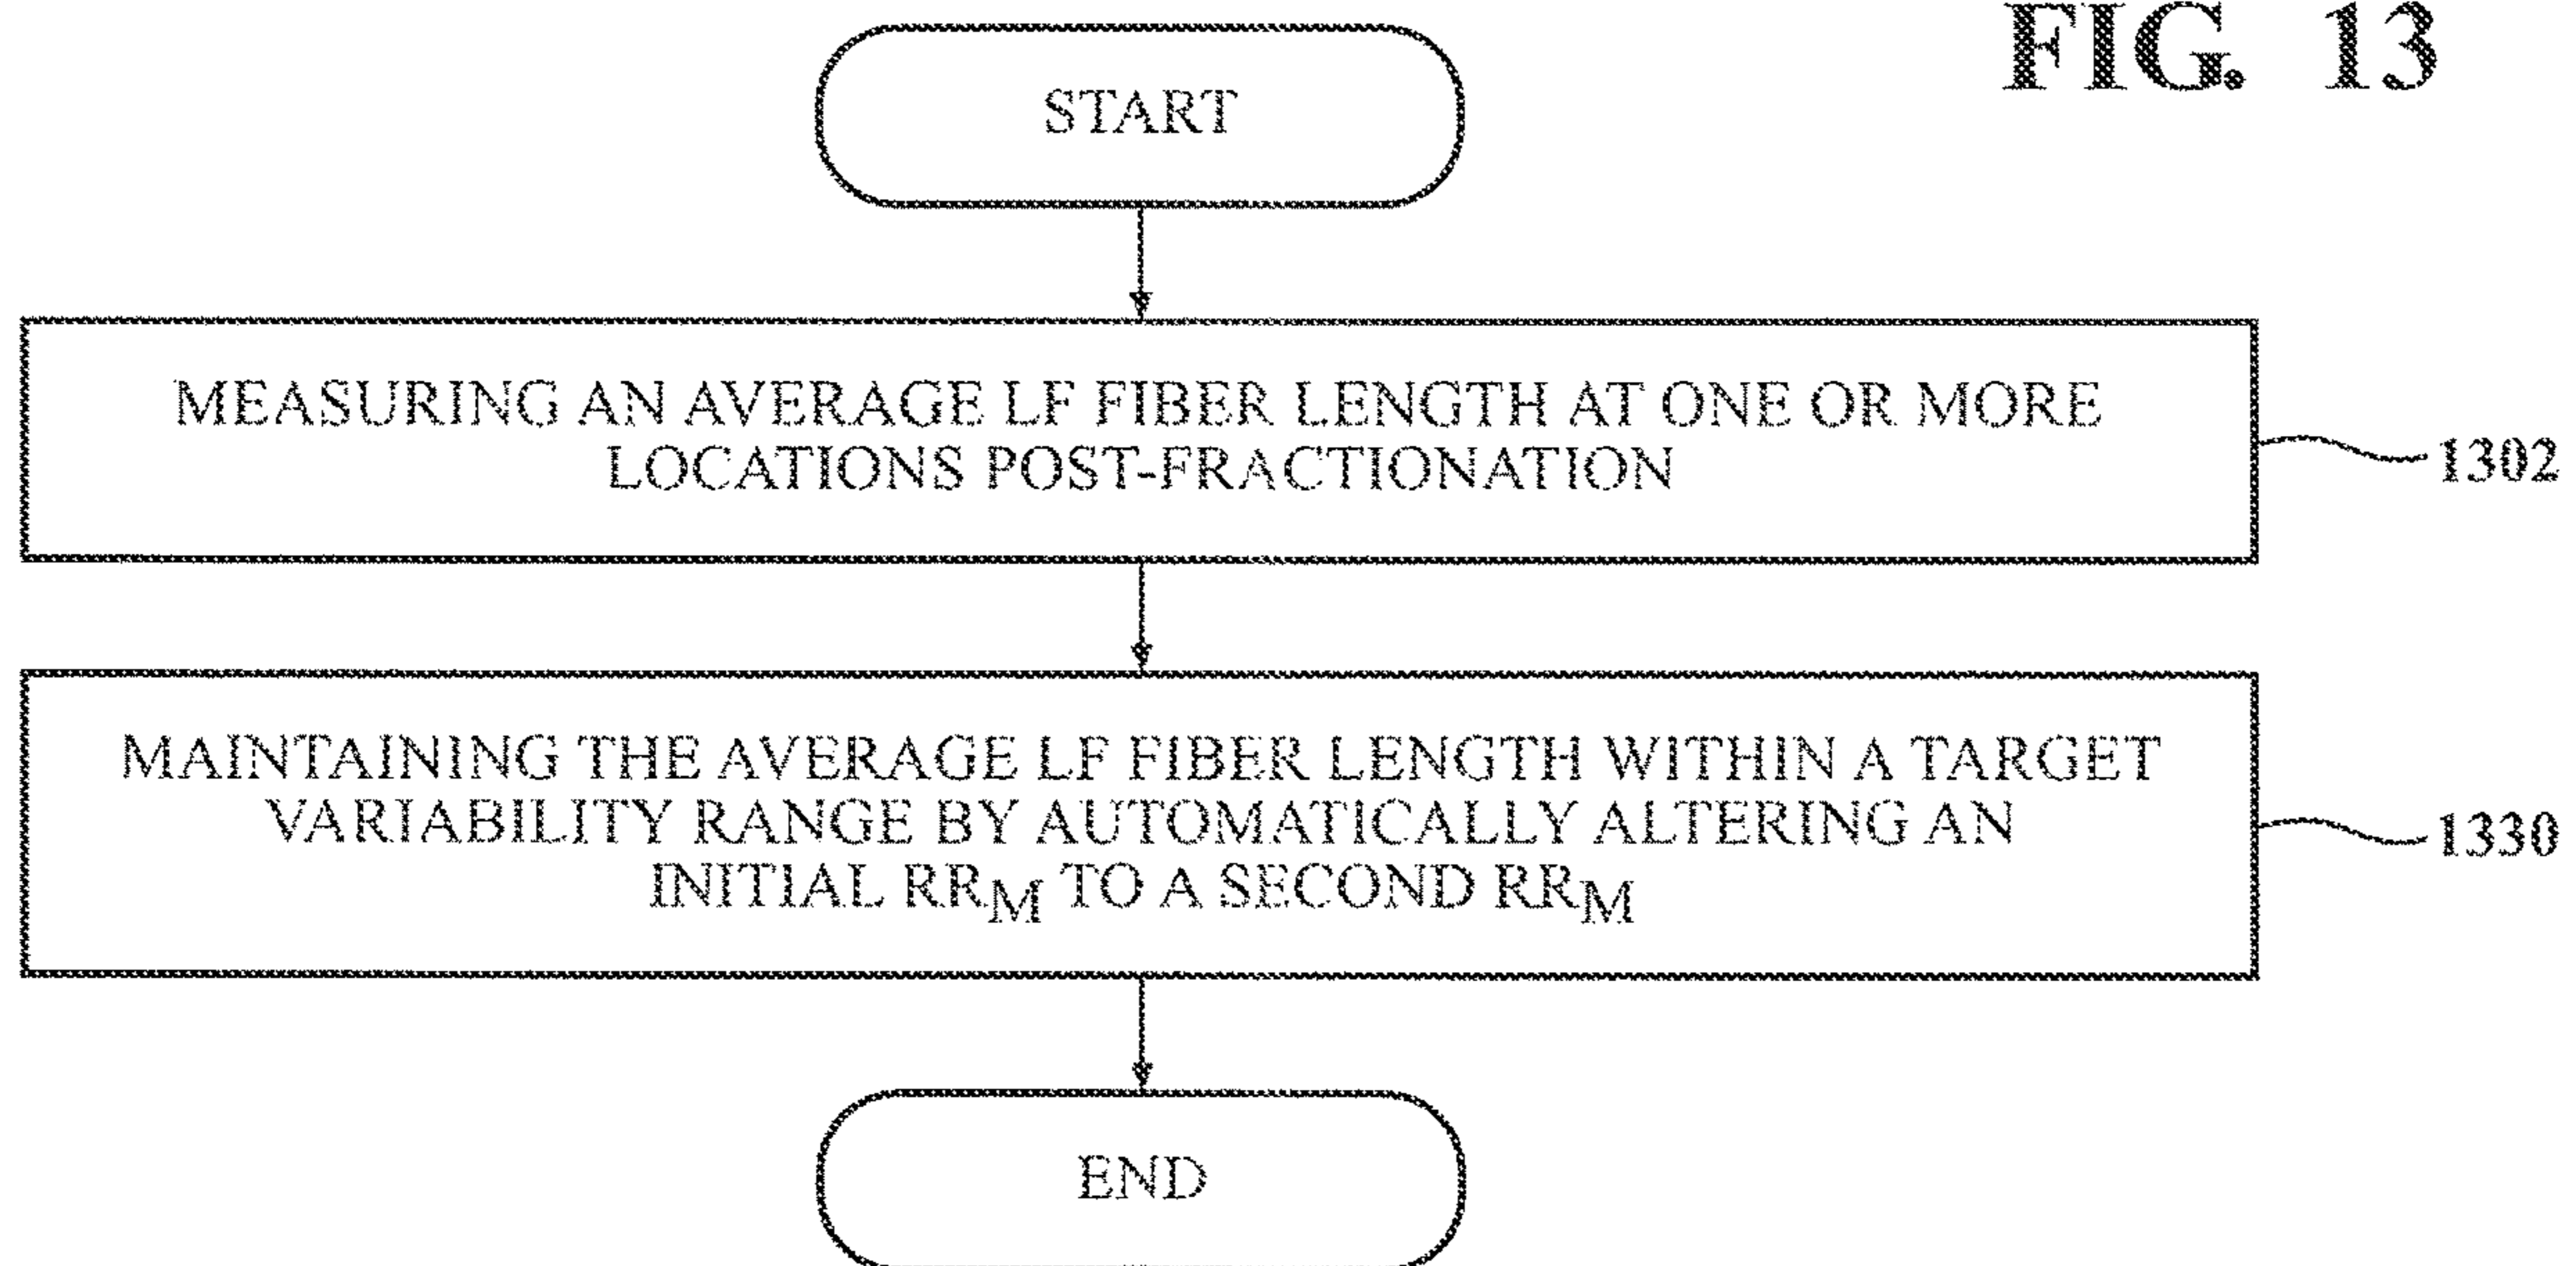 FIG. 13
START
MEASURING AN AVERAGE LF FIBER LENGTH AT ONE OR MORE
LOCATIONS POST-FRACTIONATION
1302
MAINTAINING THE AVERAGE LF FIBER LENGTH WITHIN A TARGET
VARIABILITY RANGE BY AUTOMATICALLY ALTERING AN
INITIAL RRM TO A SECOND RRM
1330
END